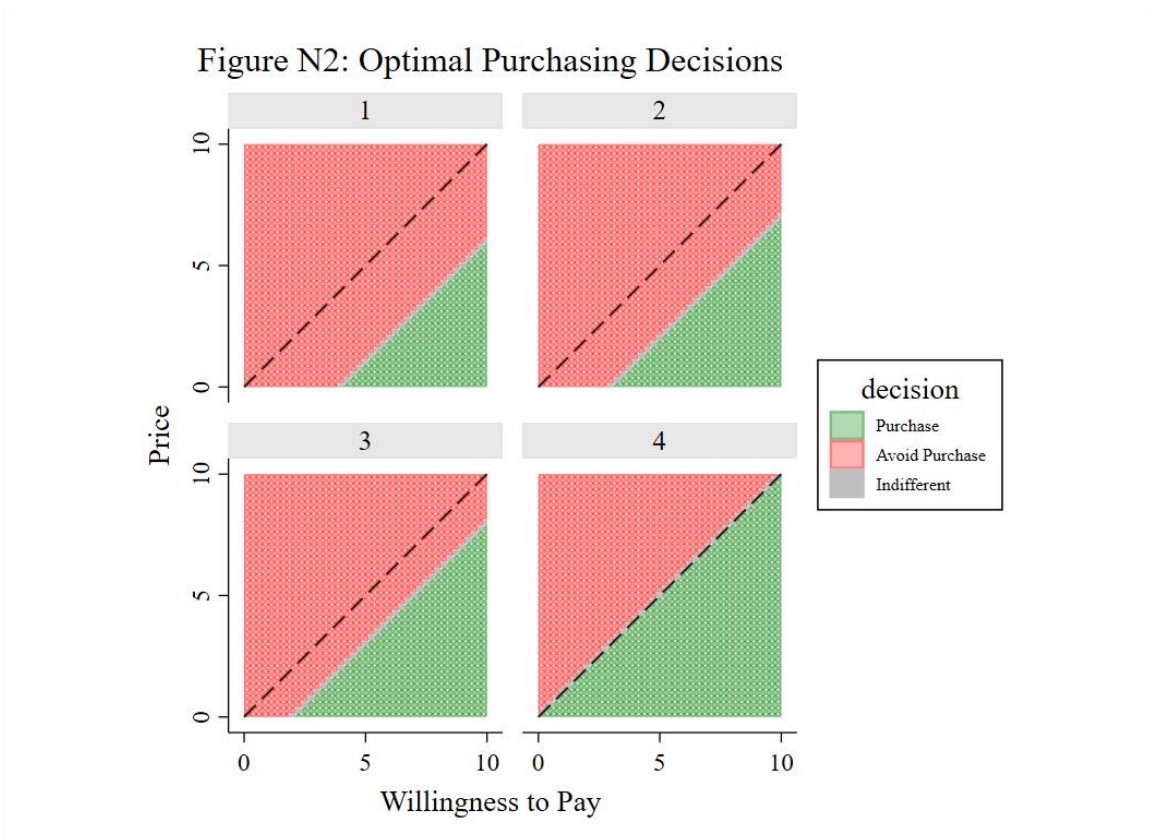 Figure N2: Optimal Purchasing Decisions
1
2
10
5
0
3
4
10
5
0
0
5
10
0
5
10
Price
Willingness to Pay
decision
Purchase
Avoid Purchase
Indifferent